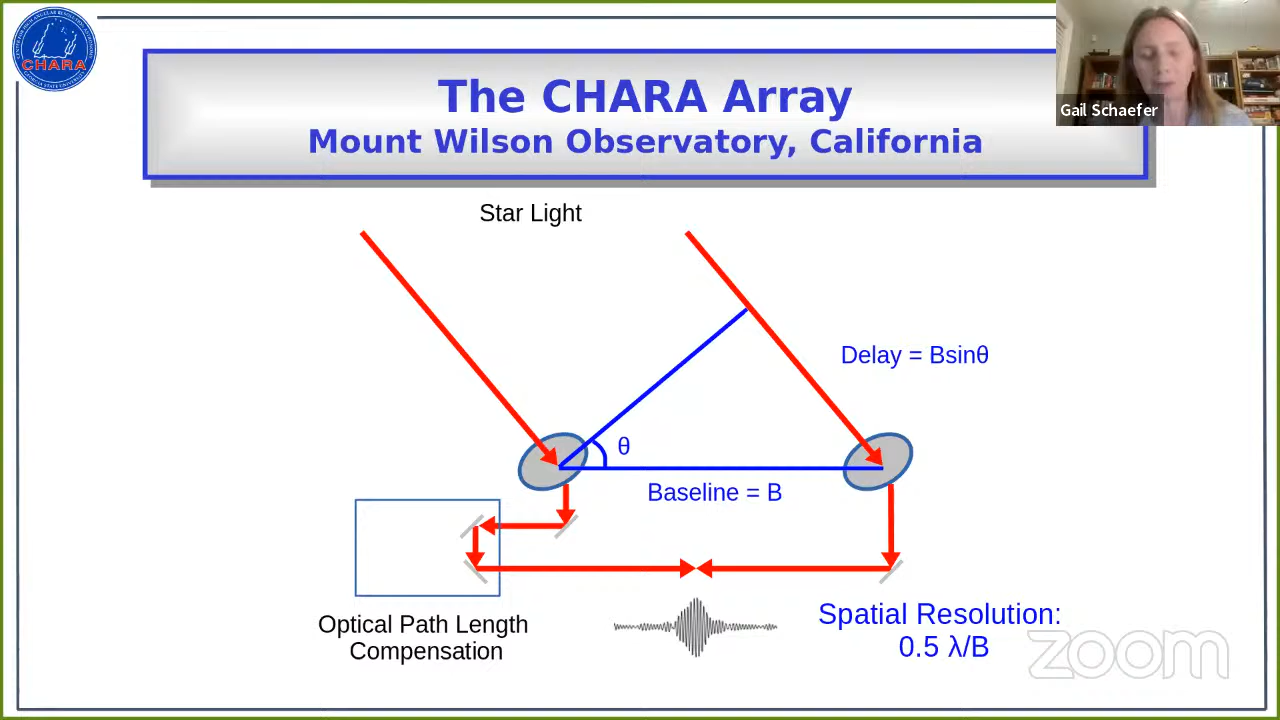 CHARA
The CHARA Array
Mount Wilson Observatory, California
Gail Schaefer
Star Light
Delay = Bsinθ
θ
Baseline = B
Optical Path Length
Compensation
Spatial Resolution:
0.5 λ/B
zoom